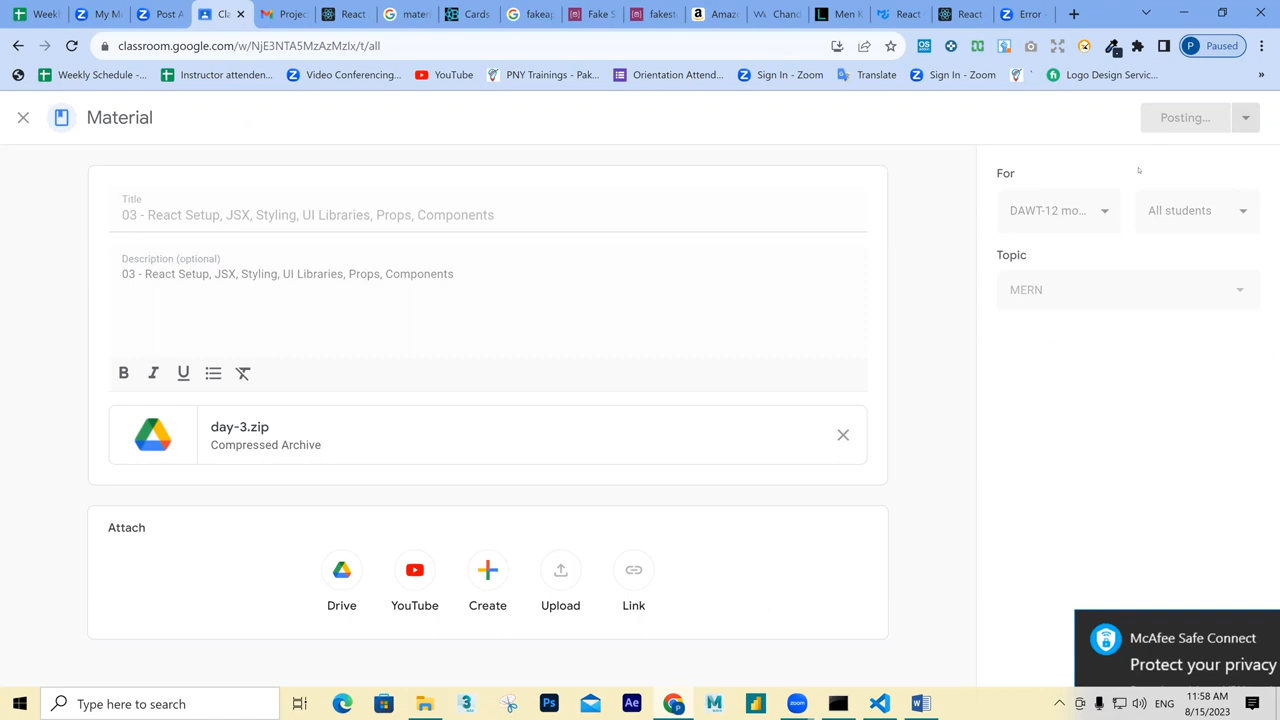 Week
My M
Post A
Cla
Projec
React
mater
Cards
fakeap
Fake S
fakest
Amaz
Chand
Men K
React
React
Error -
classroom.google.com/w/NjE3NTA5MzAzMzIx/t/all
P Paused
Weekly Schedule -...
Instructor attenden...
Video Conferencing...
YouTube
PNY Trainings - Pak...
Orientation Attend...
Sign In - Zoom
Translate
Sign In - Zoom
Logo Design Servic...
»
Material
Posting...
Title
03 - React Setup, JSX, Styling, UI Libraries, Props, Components
Description (optional)
03 - React Setup, JSX, Styling, UI Libraries, Props, Components
B I U
day-3.zip
Compressed Archive
Attach
Drive
YouTube
Create
Upload
Link
For
DAWT-12 mo...
All students
Topic
MERN
McAfee Safe Connect
Protect your privacy
Type here to search
ENG
11:58 AM
8/15/2023